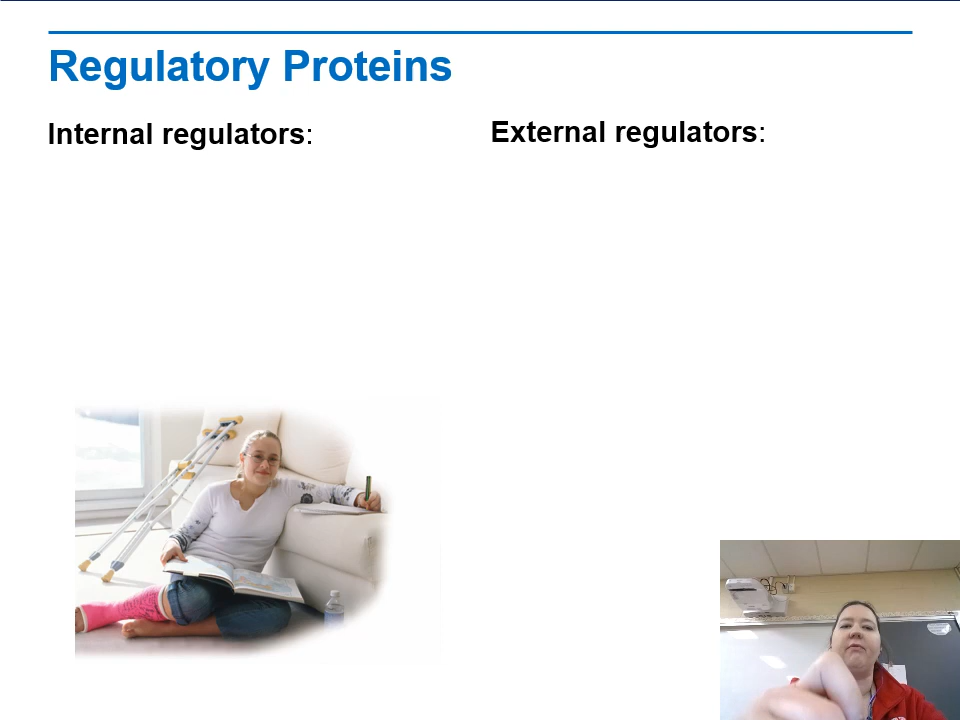 Regulatory Proteins
Internal regulators:
External regulators: